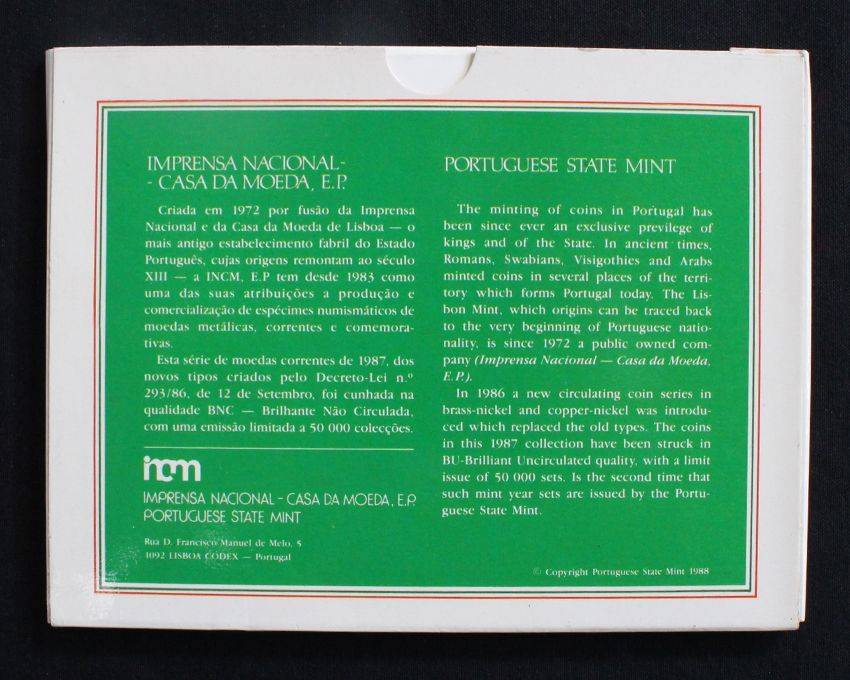 IMPRENSA NACIONAL-
- CASA DA MOEDA, E.P.
Criada em 1972 por fusão da Imprensa
Nacional e da Casa da Moeda de Lisboa — o
mais antigo estabelecimento fabril do Estado
Português, cujas origens remontam ao século
XIII — a INCM, E.P tem desde 1983 como
uma das suas atribuições a produção e
comercialização de espécimes numismáticos de
moedas metálicas, correntes e comemora-
tivas.
Esta série de moedas correntes de 1987, dos
novos tipos criados pelo Decreto-Lei n.º
293/86, de 12 de Setembro, foi cunhada na
qualidade BNC — Brilhante Não Circulada,
com uma emissão limitada a 50 000 colecções.
incm
IMPRENSA NACIONAL - CASA DA MOEDA, E.P.
PORTUGUESE STATE MINT
Rua D. Francisco Manuel de Melo, 5
1092 LISBOA CODEX — Portugal
PORTUGUESE STATE MINT
The minting of coins in Portugal has
been since ever an exclusive previlege of
kings and of the State. In ancient times,
Romans, Swabians, Visigothics and Arabs
minted coins in several places of the terri-
tory which forms Portugal today. The Lis-
bon Mint, which origins can be traced back
to the very beginning of Portuguese natio-
nality, is since 1972 a public owned com-
pany (Imprensa Nacional — Casa da Moeda,
E.P.).
In 1986 a new circulating coin series in
brass-nickel and copper-nickel was introdu-
ced which replaced the old types. The coins
in this 1987 collection have been struck in
BU-Brilliant Uncirculated quality, with a limit
issue of 50 000 sets. Is the second time that
such mint year sets are issued by the Portu-
guese State Mint.
© Copyright Portuguese State Mint 1988